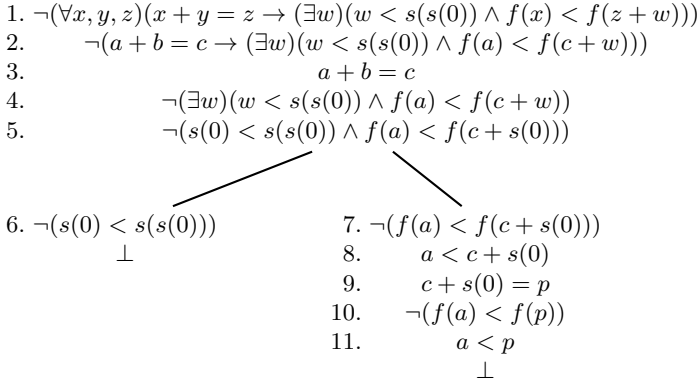 1. ¬(∀x, y, z)(x + y = z → (∃w)(w < s(s(0)) ∧ f(x) < f(z + w)))
2. ¬(a + b = c → (∃w)(w < s(s(0)) ∧ f(a) < f(c + w)))
3. a + b = c
4. ¬(∃w)(w < s(s(0)) ∧ f(a) < f(c + w))
5. ¬(s(0) < s(s(0)) ∧ f(a) < f(c + s(0)))
6. ¬(s(0) < s(s(0)))
⊥
7. ¬(f(a) < f(c + s(0)))
8. a < c + s(0)
9. c + s(0) = p
10. ¬(f(a) < f(p))
11. a < p
⊥